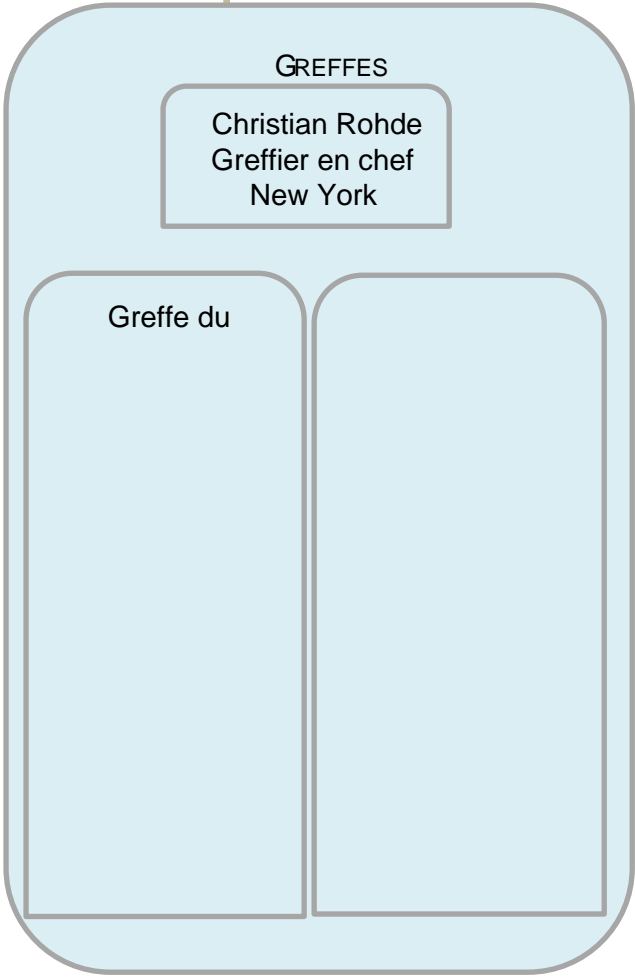 GREFFES
Christian Rohde
Greffier en chef
New York
Greffe du